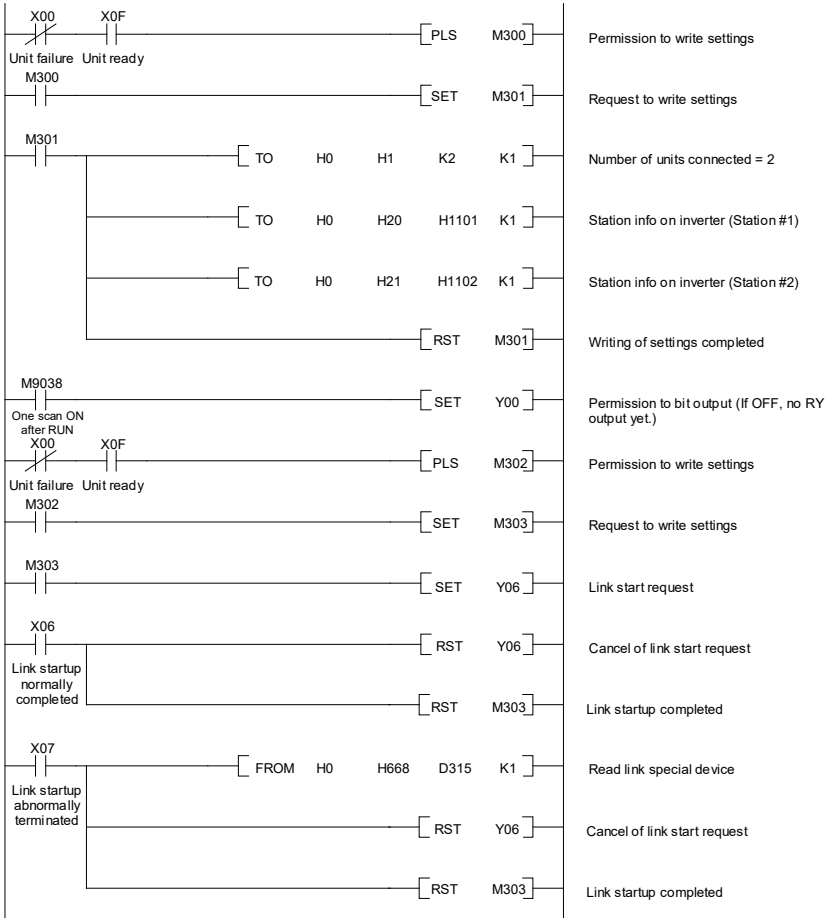 X00 X0F PLS M300 Permission to write settings
Unit failure Unit ready
M300 SET M301 Request to write settings
M301 TO H0 H1 K2 K1 Number of units connected = 2
TO H0 H20 H1101 K1 Station info on inverter (Station #1)
TO H0 H21 H1102 K1 Station info on inverter (Station #2)
RST M301 Writing of settings completed
M9038 SET Y00 Permission to bit output (If OFF, no RY
output yet.)
One scan ON
after RUN
X00 X0F PLS M302 Permission to write settings
Unit failure Unit ready
M302 SET M303 Request to write settings
M303 SET Y06 Link start request
X06 RST Y06 Cancel of link start request
Link startup
normally
completed
RST M303 Link startup completed
X07 FROM H0 H668 D315 K1 Read link special device
Link startup
abnormally
terminated
RST Y06 Cancel of link start request
RST M303 Link startup completed